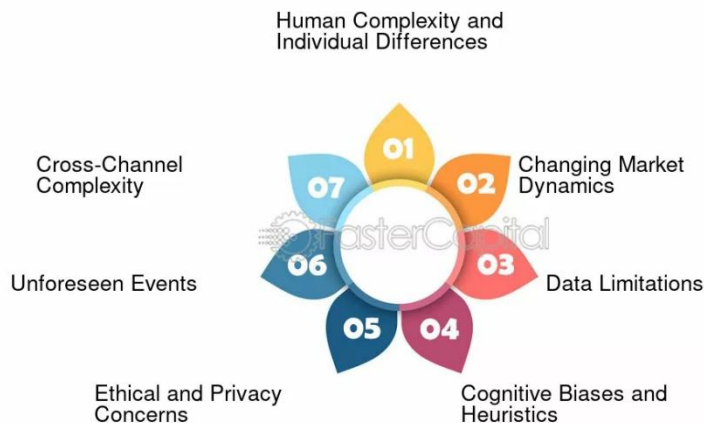 Human Complexity and
Individual Differences
01
02
Changing Market
Dynamics
03
Data Limitations
04
Cognitive Biases and
Heuristics
05
Ethical and Privacy
Concerns
06
Unforeseen Events
07
Cross-Channel
Complexity
FasterCapital